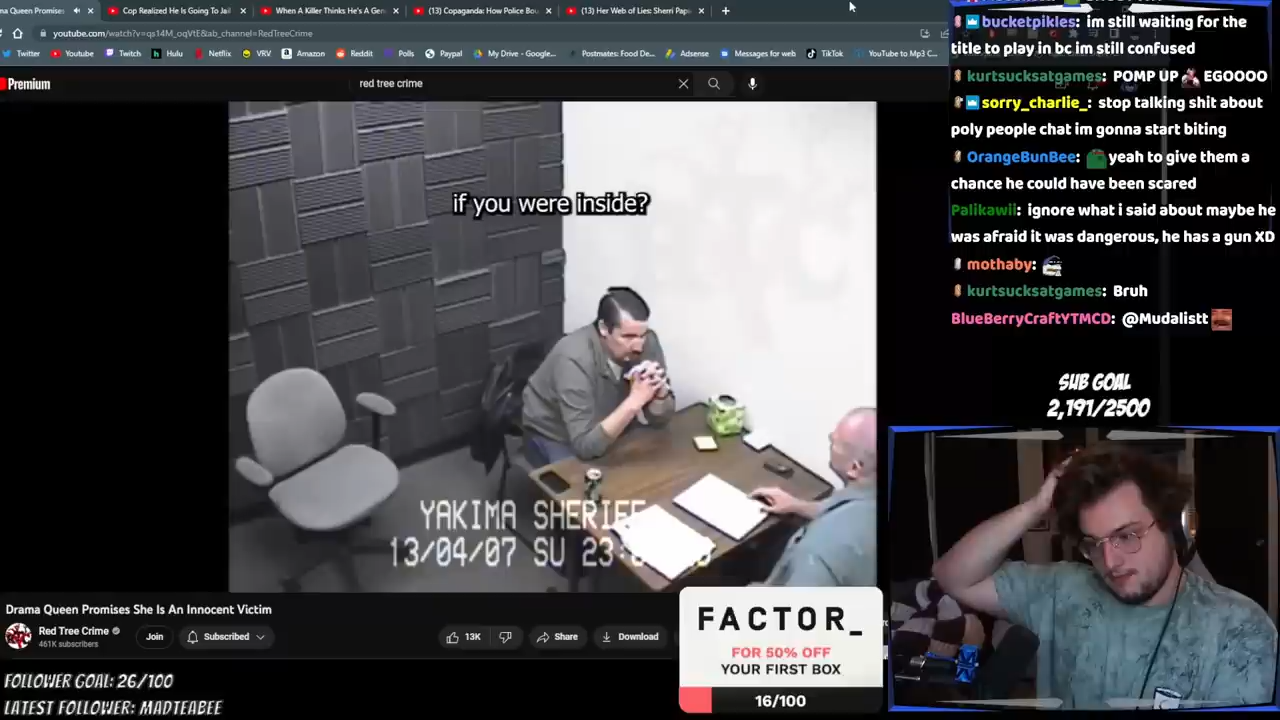 ma Queen Promises
Cop Realized He Is Going To Jail
When A Killer Thinks He's A Gen
(13) Copaganda: How Police Bou
(13) Her Web of Lies Sherri Pap
youtube.com/watch?v=qs14M_oqVtE&ab_channel=RedTreeCrime
Twitter
Youtube
Twitch
Hulu
Netflix
VRV
Amazon
Reddit
Polls
Paypal
My Drive - Google...
Postmates: Food De...
Adsense
Messages for web
TikTok
YouTube to Mp3 C...
Premium
red tree crime
if you were inside?
YAKIMA SHERIFF
13/04/07 SU 23:
Drama Queen Promises She Is An Innocent Victim
Red Tree Crime
461K subscribers
Join
Subscribed
13K
Share
Download
FOLLOWER GOAL: 26/100
LATEST FOLLOWER: MADTEABEE
FACTOR_
FOR 50% OFF
YOUR FIRST BOX
16/100
bucketpikles: im still waiting for the
title to play in bc im still confused
kurtsucksatgames: POMP UP EGOOOO
sorry_charlie_: stop talking shit about
poly people chat im gonna start biting
OrangeBunBee: yeah to give them a
chance he could have been scared
Palikawii: ignore what i said about maybe he
was afraid it was dangerous, he has a gun XD
mothaby:
kurtsucksatgames: Bruh
BlueBerryCraftYTMCD: @Mudalistt
SUB GOAL
2,191/2500